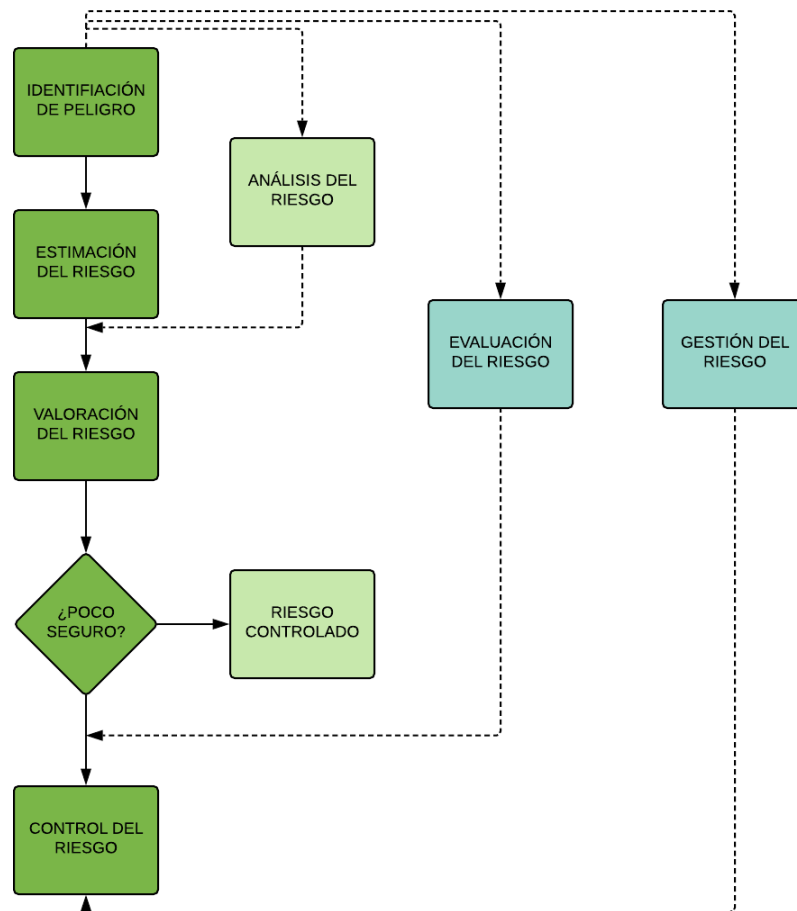 IDENTIFIACIÓN
DE PELIGRO
ANÁLISIS DEL
RIESGO
ESTIMACIÓN
DEL RIESGO
EVALUACIÓN
DEL RIESGO
GESTIÓN DEL
RIESGO
VALORACIÓN
DEL RIESGO
¿POCO
SEGURO?
RIESGO
CONTROLADO
CONTROL DEL
RIESGO